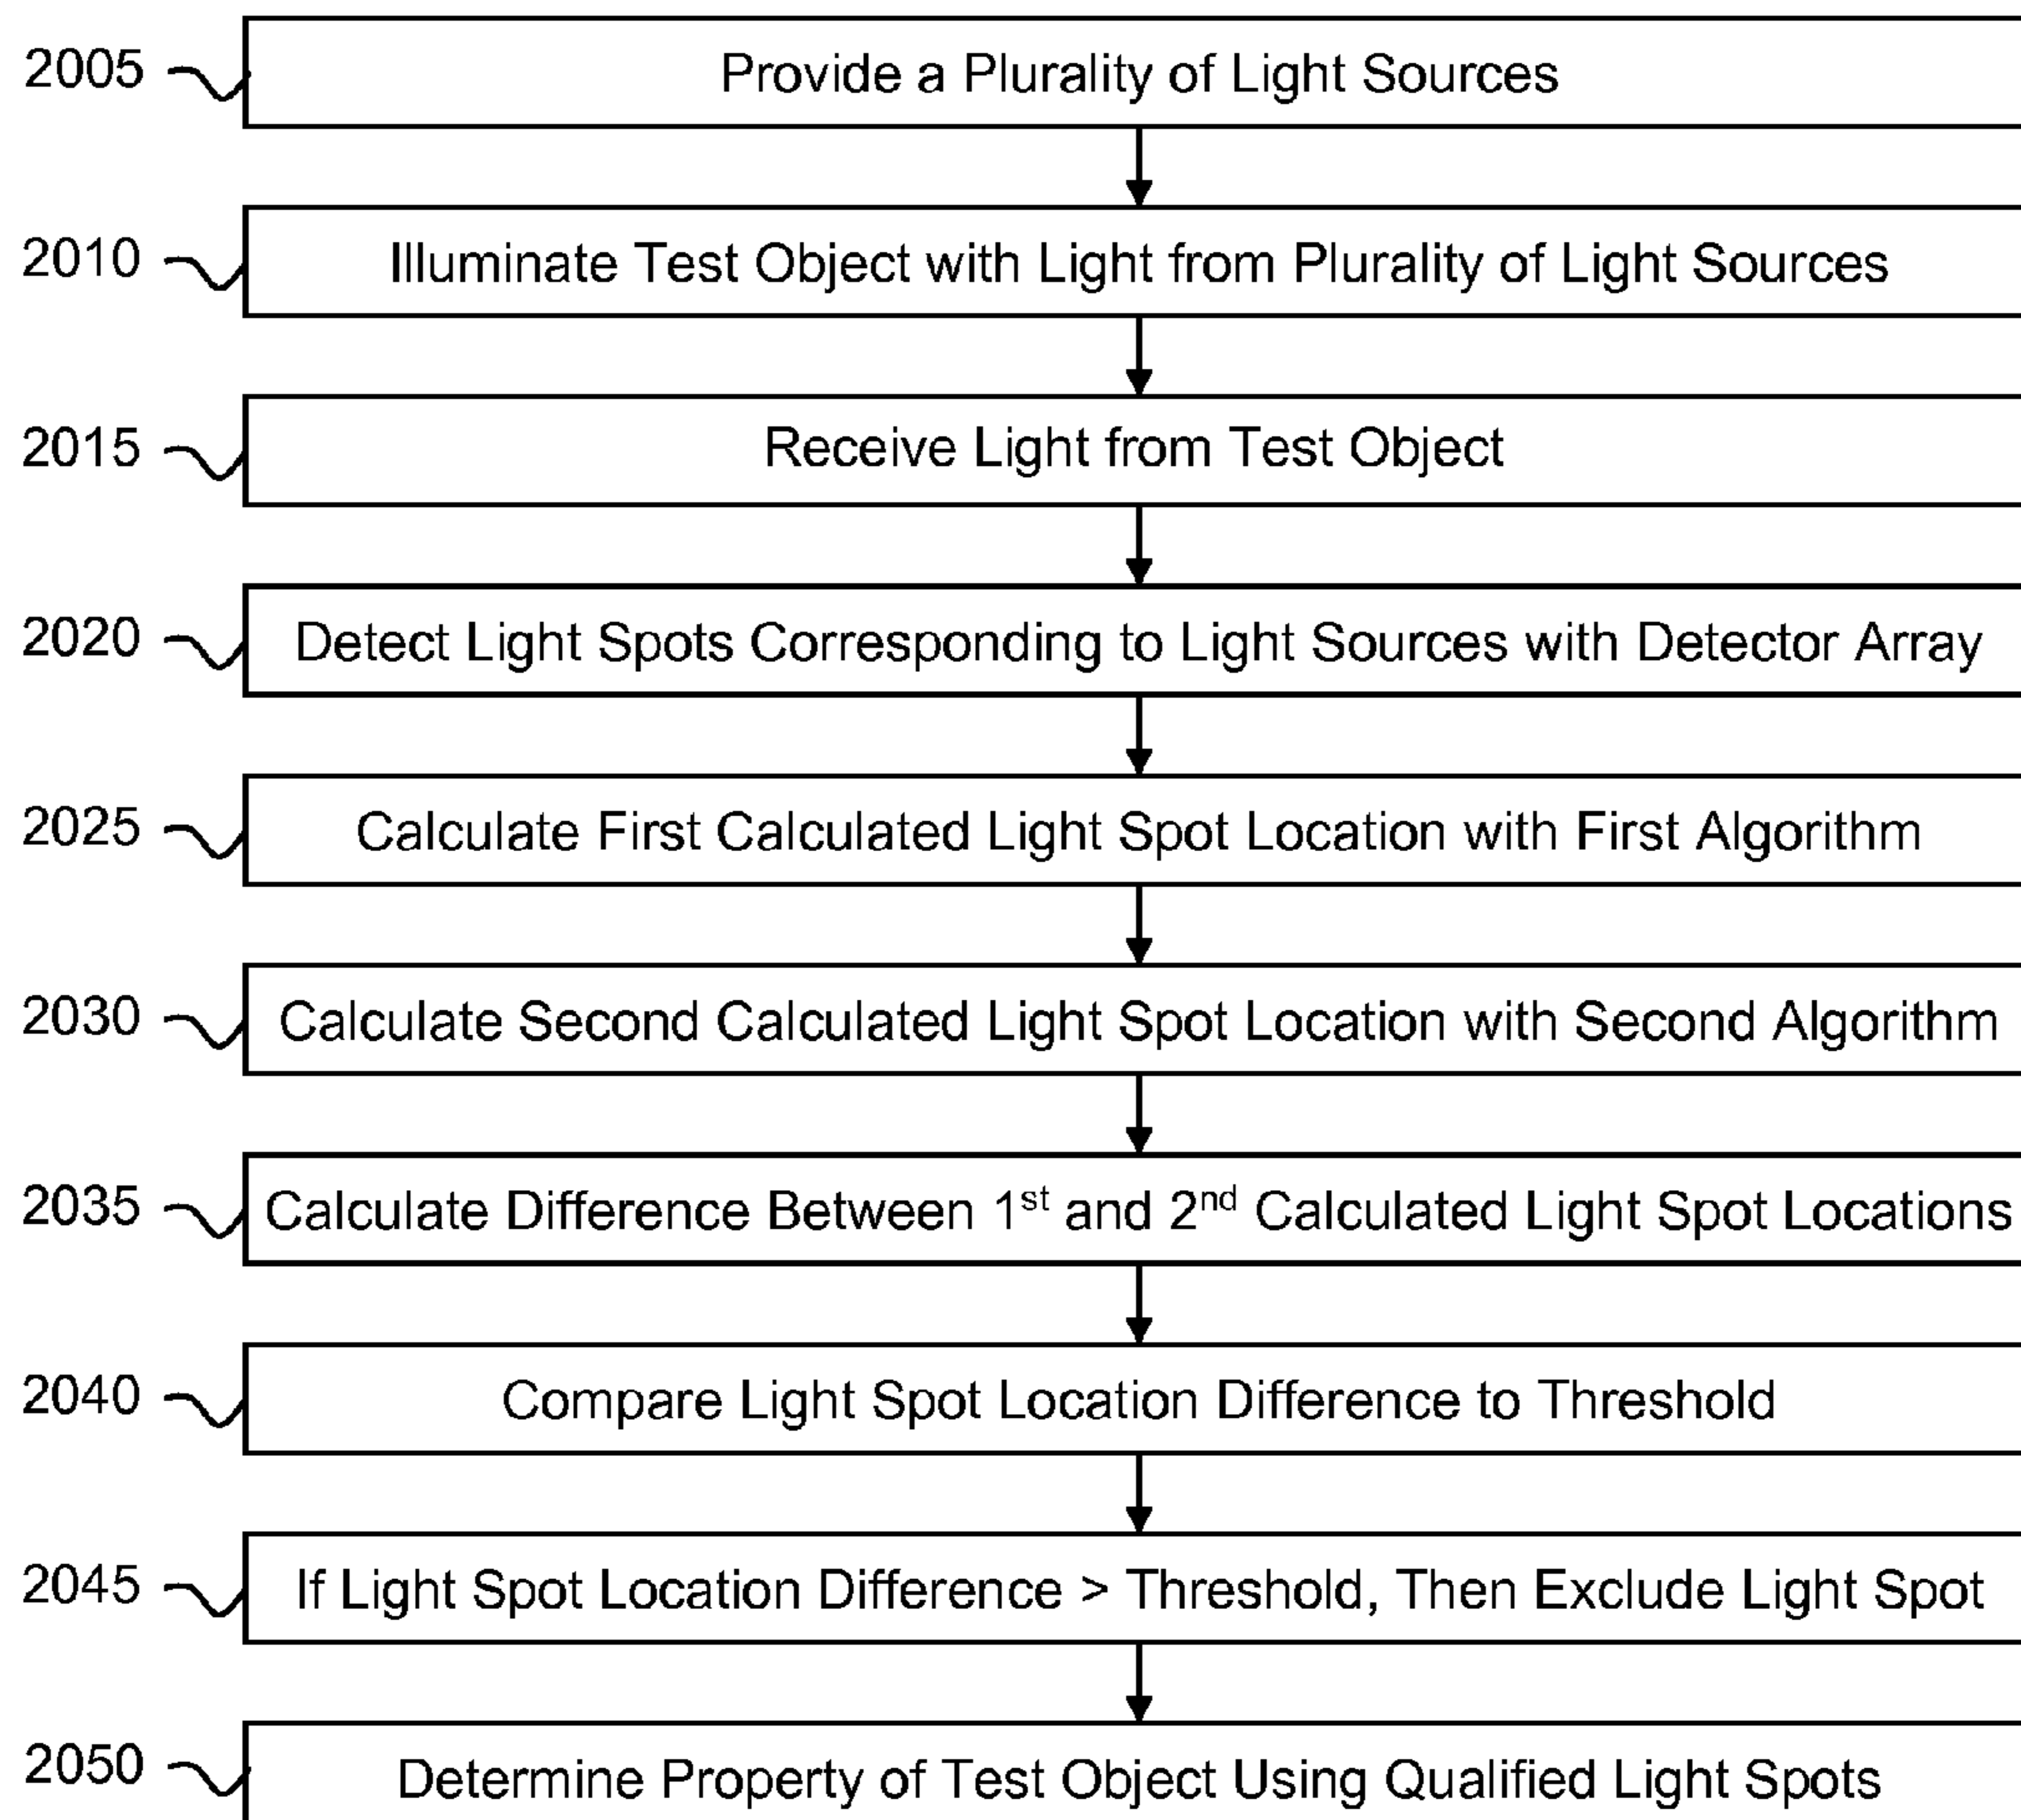 2005 Provide a Plurality of Light Sources
2010 Illuminate Test Object with Light from Plurality of Light Sources
2015 Receive Light from Test Object
2020 Detect Light Spots Corresponding to Light Sources with Detector Array
2025 Calculate First Calculated Light Spot Location with First Algorithm
2030 Calculate Second Calculated Light Spot Location with Second Algorithm
2035 Calculate Difference Between 1st and 2nd Calculated Light Spot Locations
2040 Compare Light Spot Location Difference to Threshold
2045 If Light Spot Location Difference > Threshold, Then Exclude Light Spot
2050 Determine Property of Test Object Using Qualified Light Spots